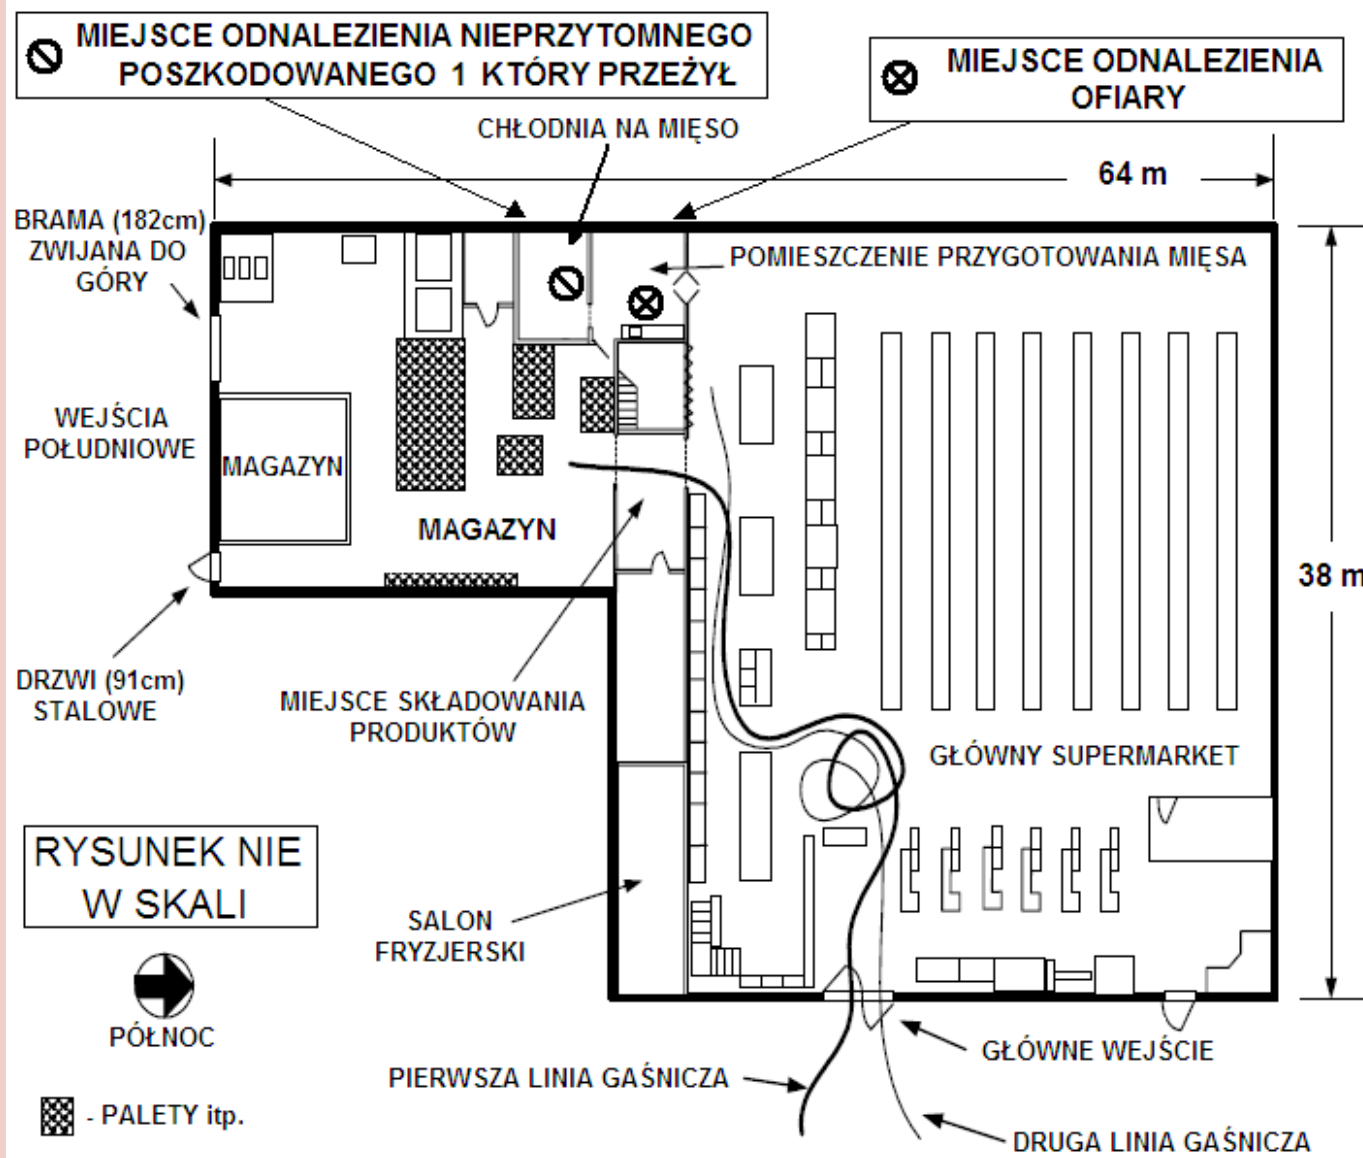 MIEJSCE ODNALEZIENIA NIEPRZYTOMNEGO
POSZKODOWANEGO 1 KTÓRY PRZEŻYŁ
MIEJSCE ODNALEZIENIA
OFIARY
CHŁODNIA NA MIĘSO
64 m
BRAMA (182cm)
ZWIJANA DO
GÓRY
POMIESZCZENIE PRZYGOTOWANIA MIĘSA
WEJŚCIA
POŁUDNIOWE
MAGAZYN
MAGAZYN
38 m
DRZWI (91cm)
STALOWE
MIEJSCE SKŁADOWANIA
PRODUKTÓW
GŁÓWNY SUPERMARKET
RYSUNEK NIE
W SKALI
SALON
FRYZJERSKI
PÓŁNOC
GŁÓWNE WEJŚCIE
PIERWSZA LINIA GAŚNICZA
- PALETY itp.
DRUGA LINIA GAŚNICZA